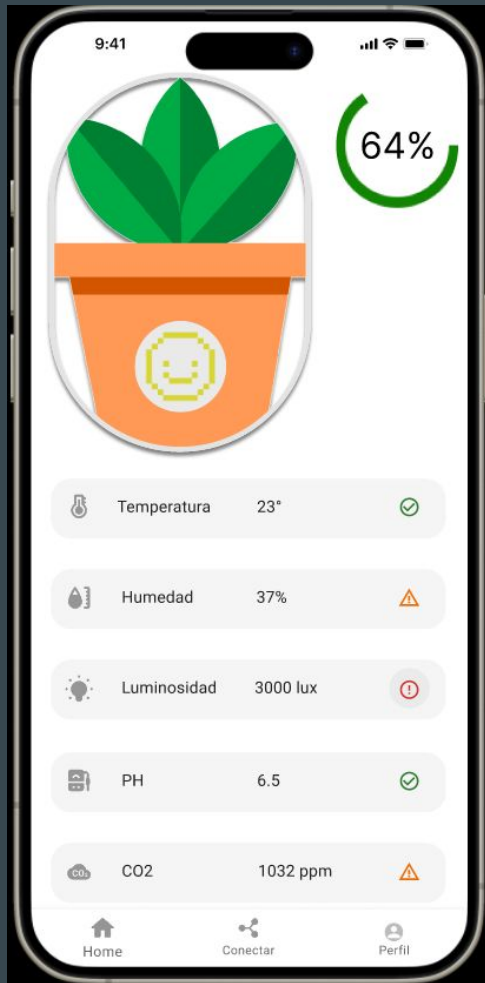 9:41
64%
Temperatura 23°
Humedad 37%
Luminosidad 3000 lux
PH 6.5
CO2 1032 ppm
Home Conectar Perfil